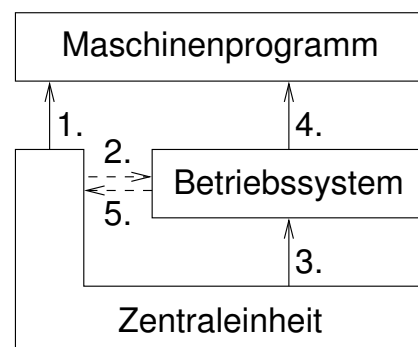 Maschinenprogramm
1.
4.
2.
Betriebssystem
5.
3.
Zentraleinheit